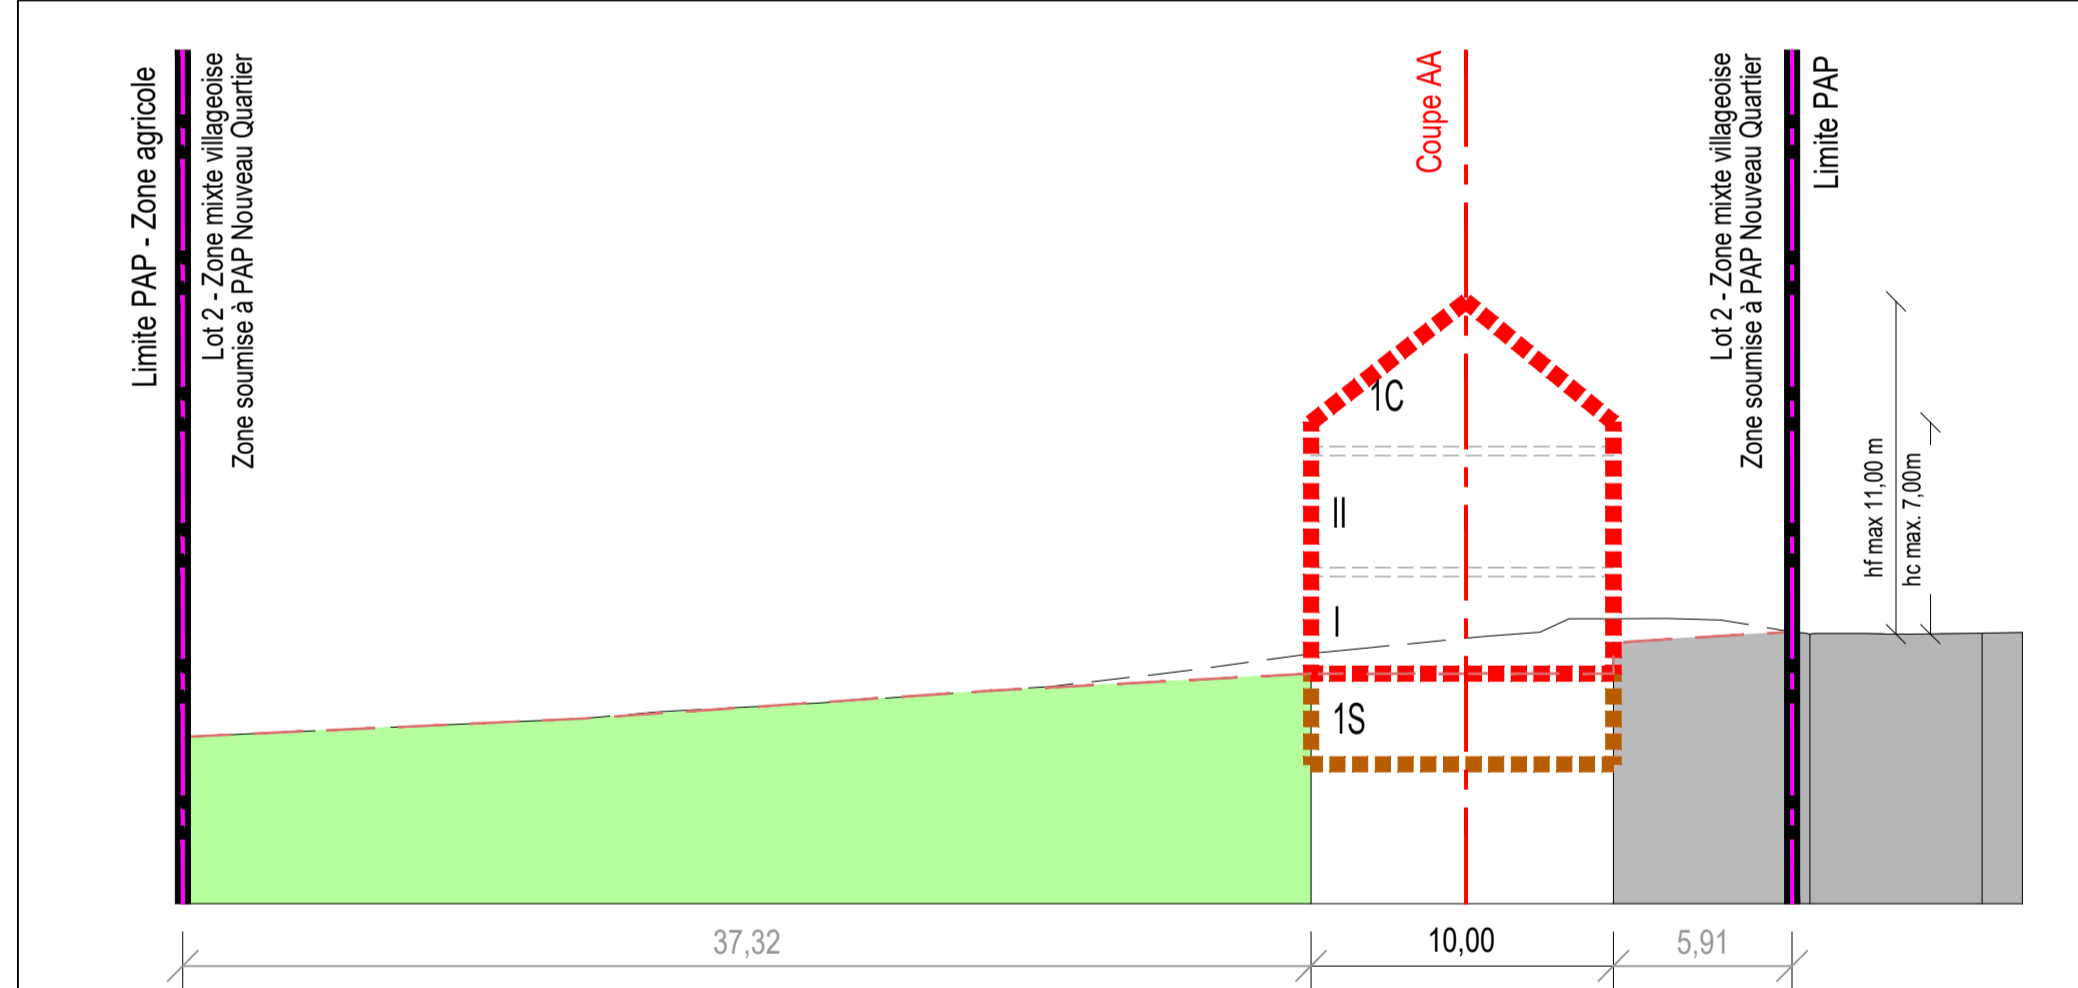 Limite PAP - Zone agricole
Lot 2 - Zone mixte villageoise
Zone soumise à PAP Nouveau Quartier
Coupe AA
Lot 2 - Zone mixte villageoise
Zone soumise à PAP Nouveau Quartier
Limite PAP
1C
II
I
1S
hf max 11,00 m
hc max. 7,00m
37,32
10,00
5,91